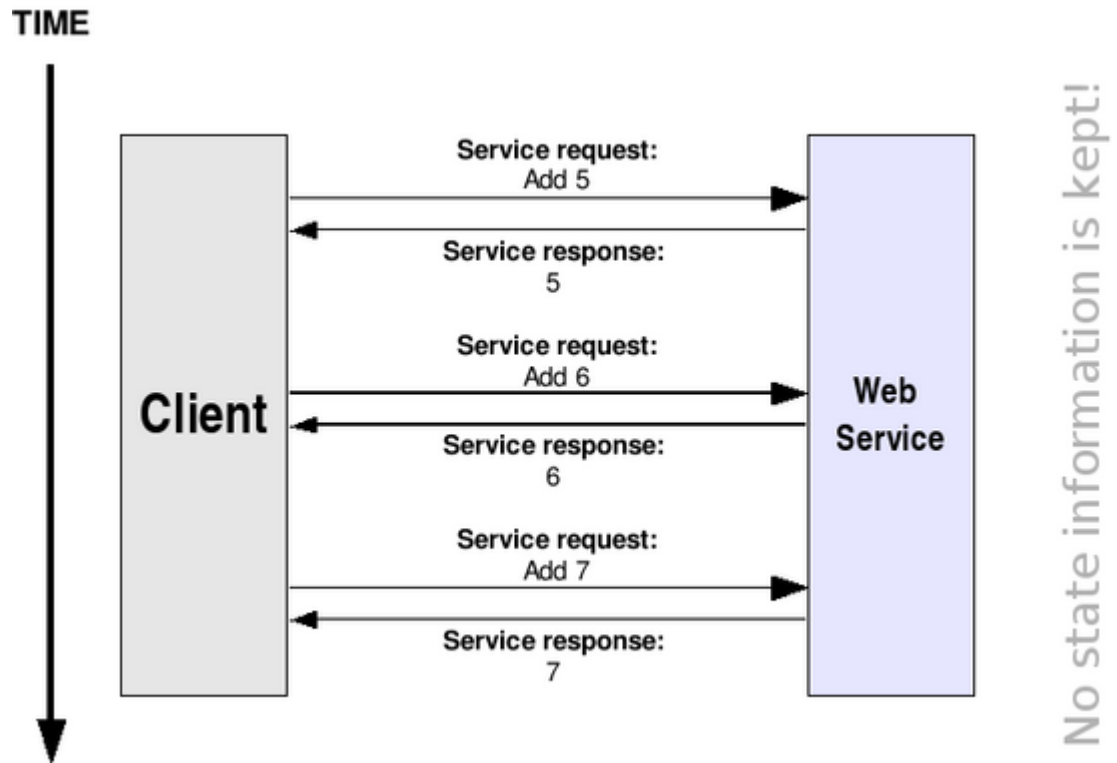 TIME
Service request:
Add 5
Service response:
5
Service request:
Add 6
Service response:
6
Service request:
Add 7
Service response:
7
Client
Web
Service
No state information is kept!